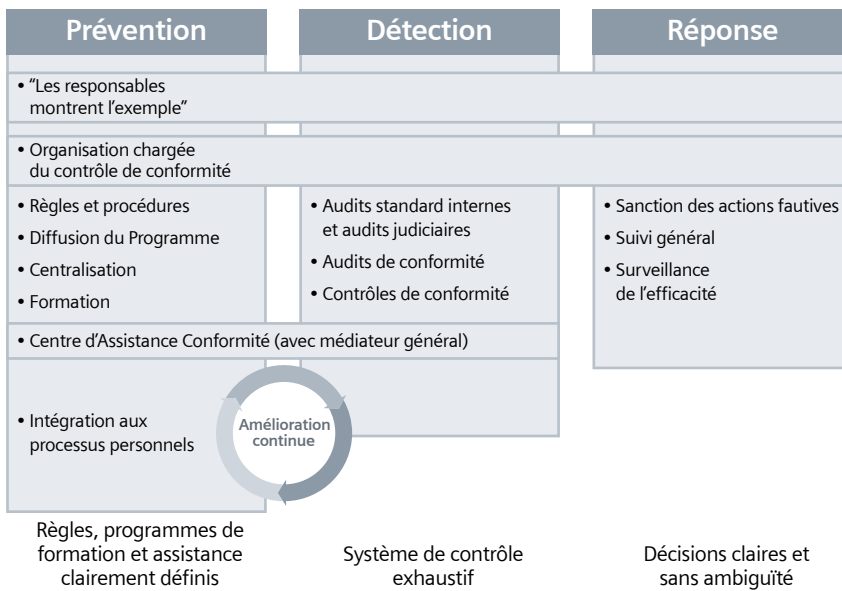 Prévention
Détection
Réponse
• “Les responsables
montrent l’exemple”
• Organisation chargée
du contrôle de conformité
• Règles et procédures
• Diffusion du Programme
• Centralisation
• Formation
• Audits standard internes
et audits judiciaires
• Audits de conformité
• Contrôles de conformité
• Sanction des actions fautives
• Suivi général
• Surveillance
de l’efficacité
• Centre d’Assistance Conformité (avec médiateur général)
• Intégration aux
processus personnels
Amélioration
continue
Règles, programmes de
formation et assistance
clairement définis
Système de contrôle
exhaustif
Décisions claires et
sans ambiguïté